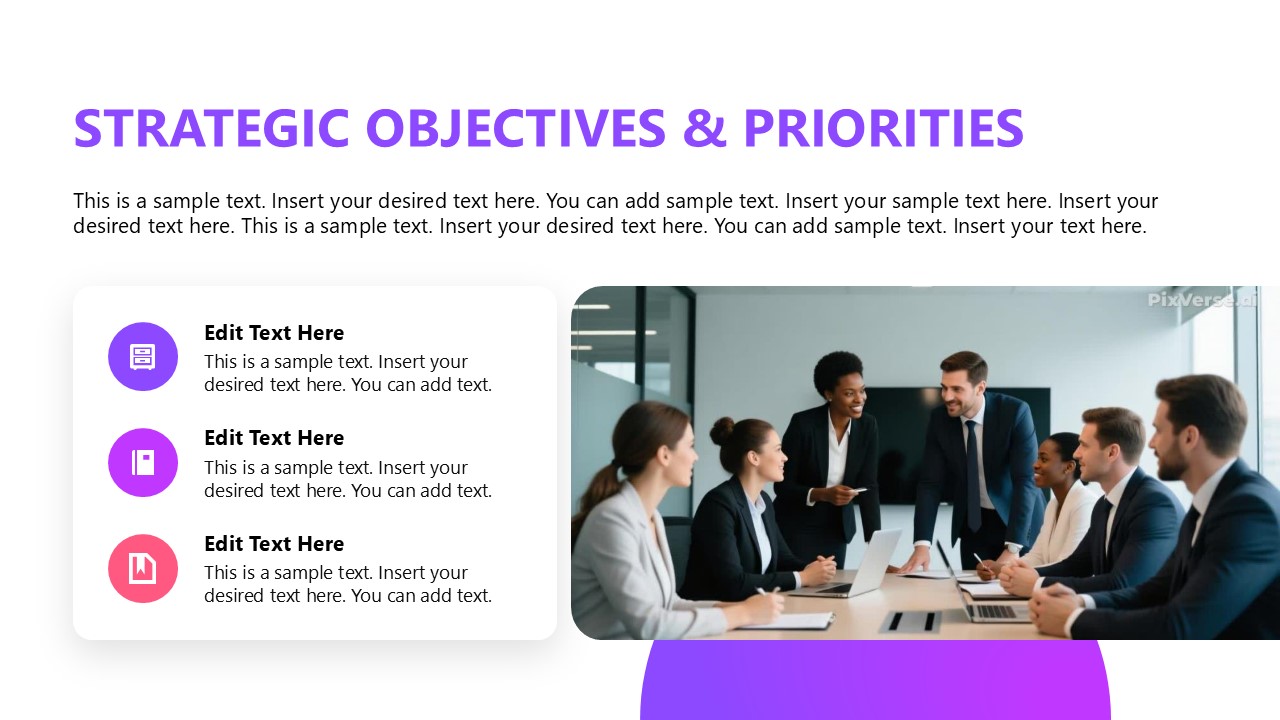 STRATEGIC OBJECTIVES & PRIORITIES
This is a sample text. Insert your desired text here. You can add sample text. Insert your sample text here. Insert your
desired text here. This is a sample text. Insert your desired text here. You can add sample text. Insert your text here.
Edit Text Here
This is a sample text. Insert your
desired text here. You can add text.
Edit Text Here
This is a sample text. Insert your
desired text here. You can add text.
Edit Text Here
This is a sample text. Insert your
desired text here. You can add text.
PixVerse.ai